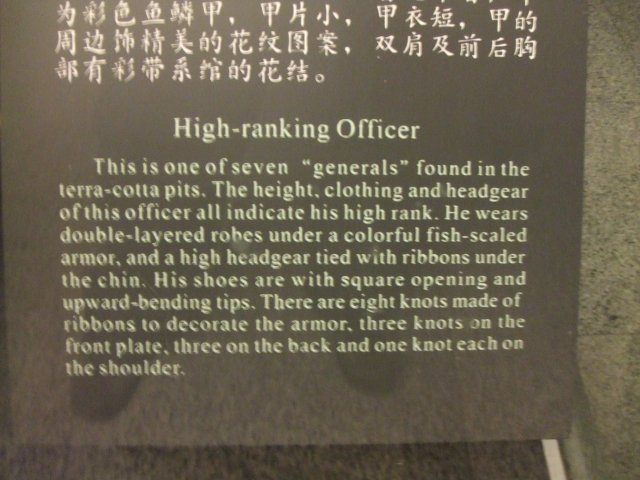 为彩色鱼鳞甲，甲片小，甲衣短，甲的
周边饰精美的花纹图案，双肩及前后胸
部有彩带系绾的花结。
High-ranking Officer
This is one of seven "generals" found in the
terra-cotta pits. The height, clothing and headgear
of this officer all indicate his high rank. He wears
double-layered robes under a colorful fish-scaled
armor, and a high headgear tied with ribbons under
the chin. His shoes are with square opening and
upward-bending tips. There are eight knots made of
ribbons to decorate the armor, three knots on the
front plate, three on the back and one knot each on
the shoulder.